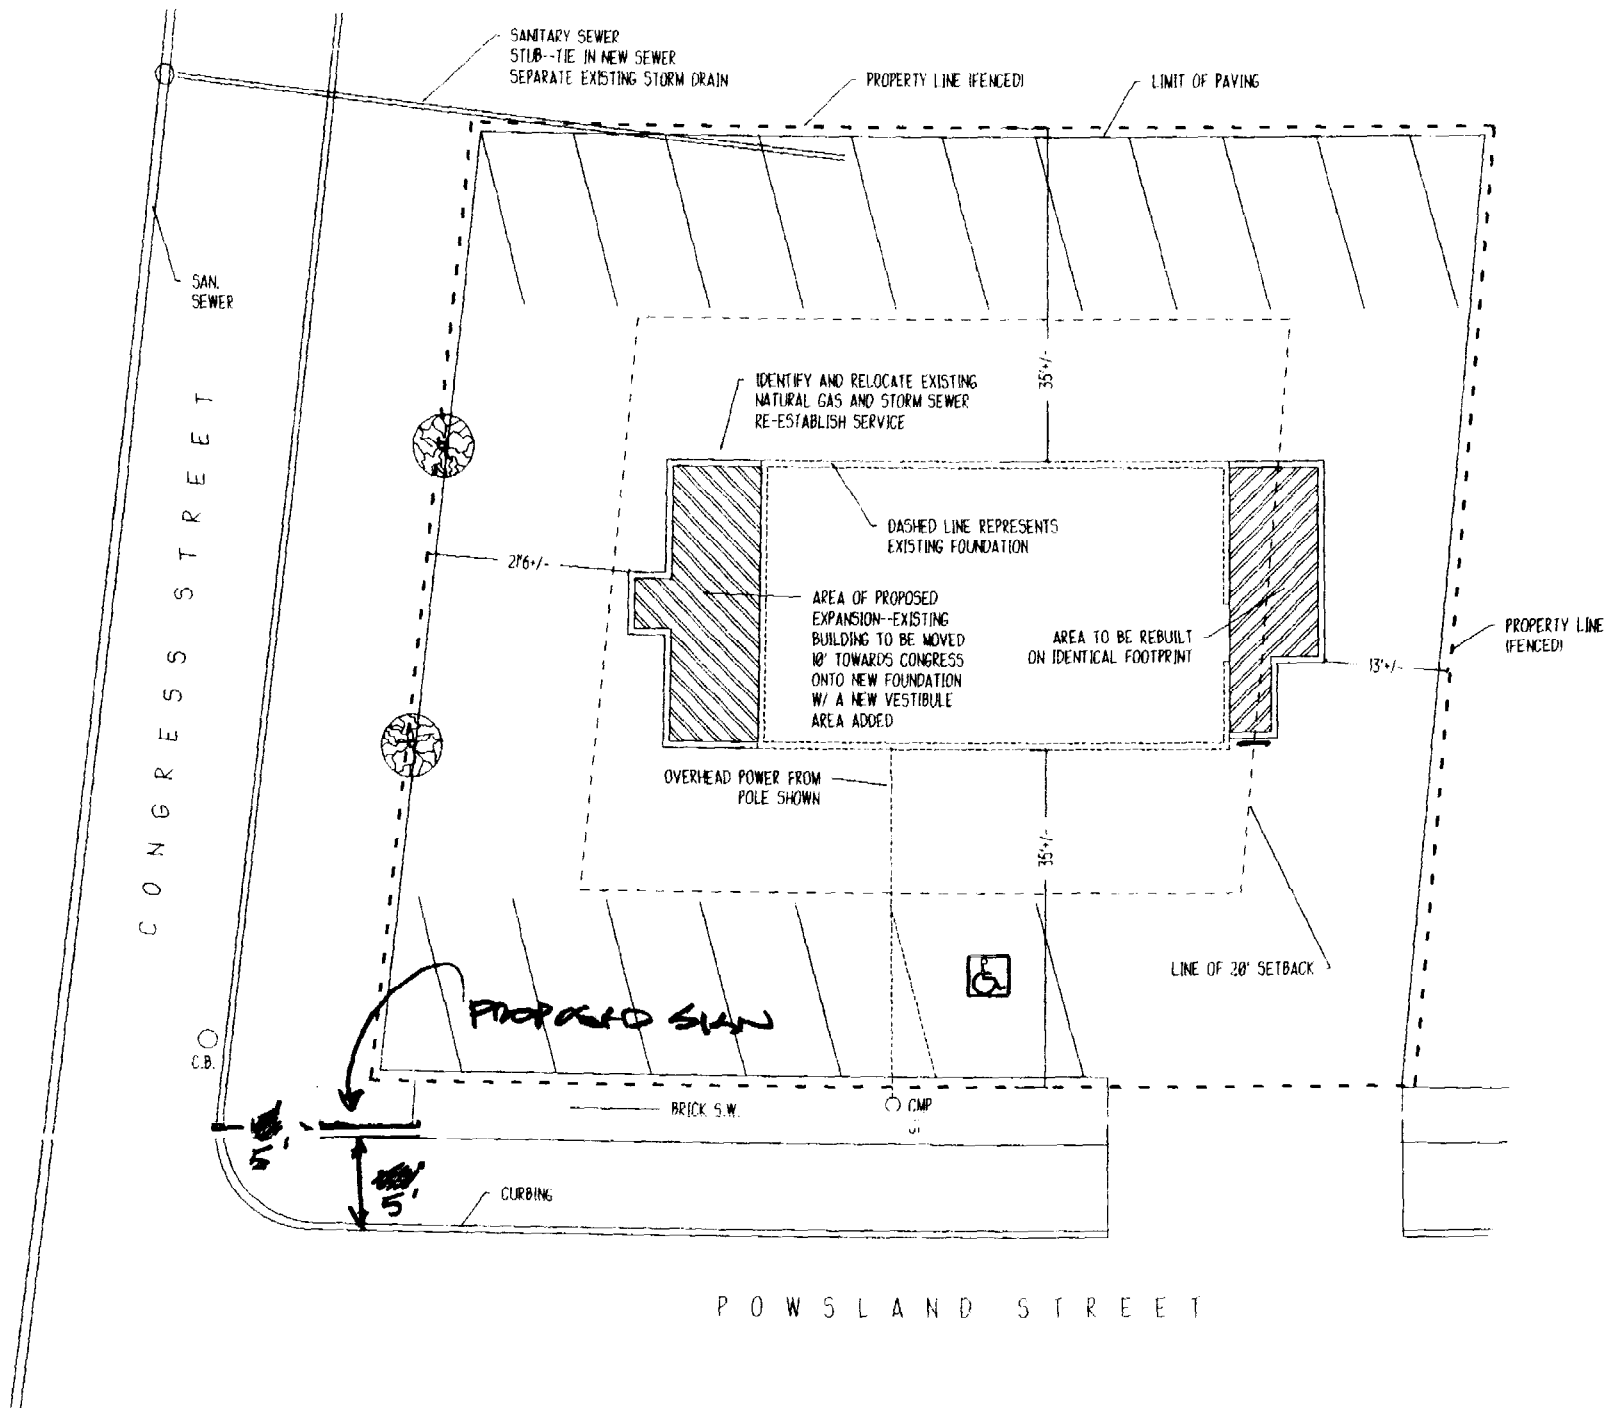 SANITARY SEWER
STUB--TIE IN NEW SEWER
SEPARATE EXISTING STORM DRAIN
PROPERTY LINE (FENCED)
LIMIT OF PAVING
SAN.
SEWER
CONGRESS STREET
35'+/-
IDENTIFY AND RELOCATE EXISTING
NATURAL GAS AND STORM SEWER
RE-ESTABLISH SERVICE
DASHED LINE REPRESENTS
EXISTING FOUNDATION
21'6+/-
AREA OF PROPOSED
EXPANSION--EXISTING
BUILDING TO BE MOVED
10' TOWARDS CONGRESS
ONTO NEW FOUNDATION
W/ A NEW VESTIBULE
AREA ADDED
AREA TO BE REBUILT
ON IDENTICAL FOOTPRINT
PROPERTY LINE
(FENCED)
13'+/-
OVERHEAD POWER FROM
POLE SHOWN
35'+/-
LINE OF 20' SETBACK
PROPOSED SIGN
C.B.
BRICK S.W.
CMP
5'
5'
CURBING
POWSLAND STREET